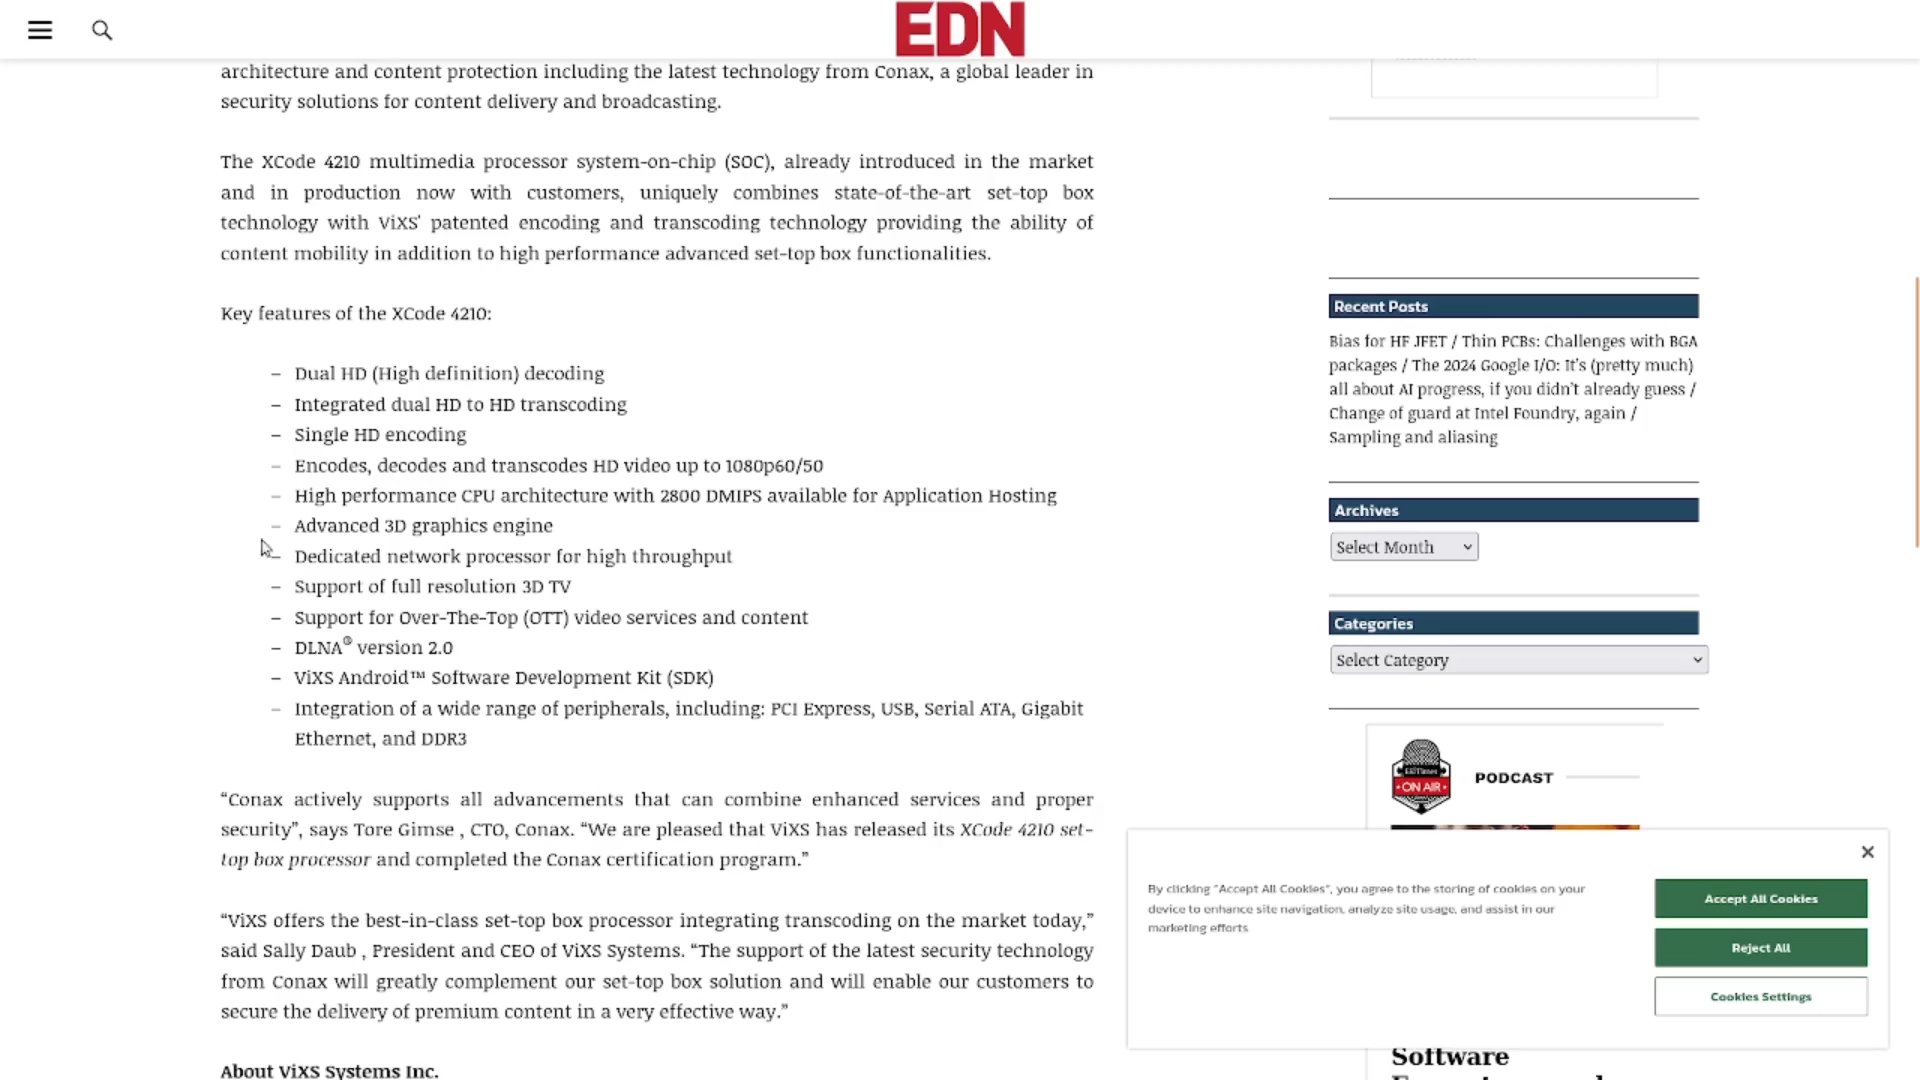 EDN
architecture and content protection including the latest technology from Conax, a global leader in
security solutions for content delivery and broadcasting.
The XCode 4210 multimedia processor system-on-chip (SOC), already introduced in the market
and in production now with customers, uniquely combines state-of-the-art set-top box
technology with ViXS' patented encoding and transcoding technology providing the ability of
content mobility in addition to high performance advanced set-top box functionalities.
Key features of the XCode 4210:
– Dual HD (High definition) decoding
– Integrated dual HD to HD transcoding
– Single HD encoding
– Encodes, decodes and transcodes HD video up to 1080p60/50
– High performance CPU architecture with 2800 DMIPS available for Application Hosting
– Advanced 3D graphics engine
– Dedicated network processor for high throughput
– Support of full resolution 3D TV
– Support for Over-The-Top (OTT) video services and content
– DLNA® version 2.0
– ViXS Android™ Software Development Kit (SDK)
– Integration of a wide range of peripherals, including: PCI Express, USB, Serial ATA, Gigabit
Ethernet, and DDR3
“Conax actively supports all advancements that can combine enhanced services and proper
security”, says Tore Gimse , CTO, Conax. “We are pleased that ViXS has released its XCode 4210 set-
top box processor and completed the Conax certification program.”
“ViXS offers the best-in-class set-top box processor integrating transcoding on the market today,”
said Sally Daub , President and CEO of ViXS Systems. “The support of the latest security technology
from Conax will greatly complement our set-top box solution and will enable our customers to
secure the delivery of premium content in a very effective way.”
About ViXS Systems Inc.
Recent Posts
Bias for HF JFET / Thin PCBs: Challenges with BGA
packages / The 2024 Google I/O: It’s (pretty much)
all about AI progress, if you didn’t already guess /
Change of guard at Intel Foundry, again /
Sampling and aliasing
Archives
Select Month
Categories
Select Category
EETimes
ON AIR
PODCAST
By clicking “Accept All Cookies”, you agree to the storing of cookies on your
device to enhance site navigation, analyze site usage, and assist in our
marketing efforts.
Accept All Cookies
Reject All
Cookies Settings
Software